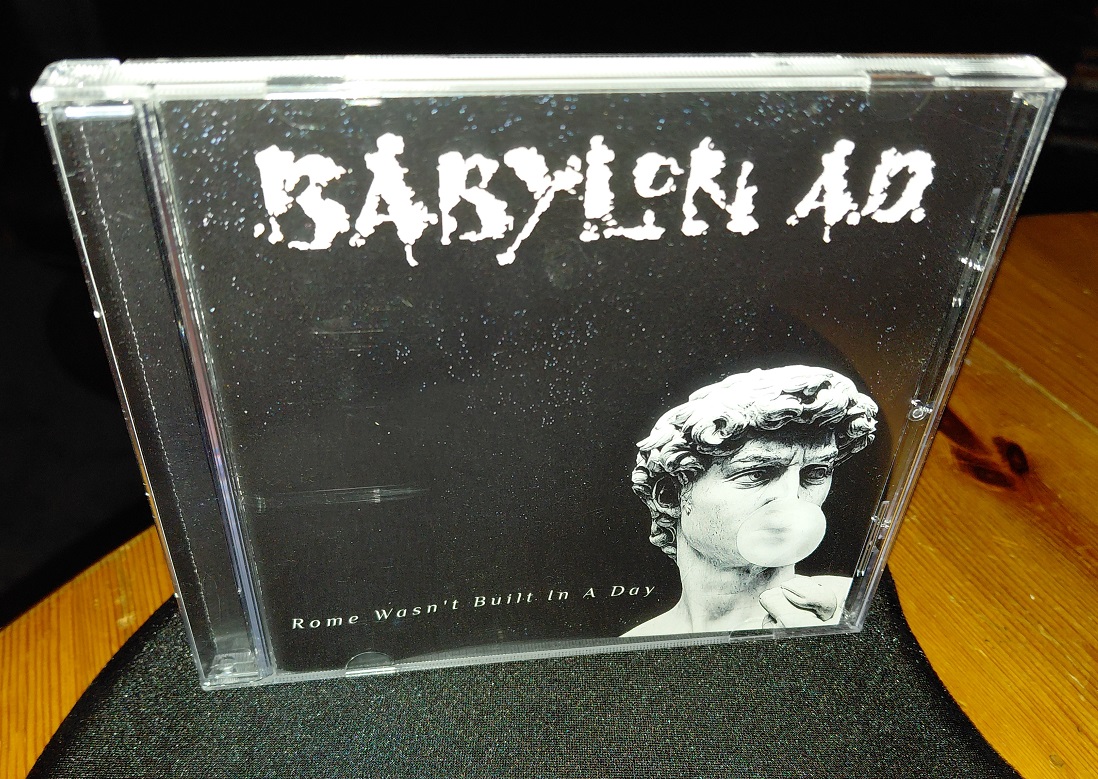 BABYLON A.D.
Rome Wasn't Built In A Day